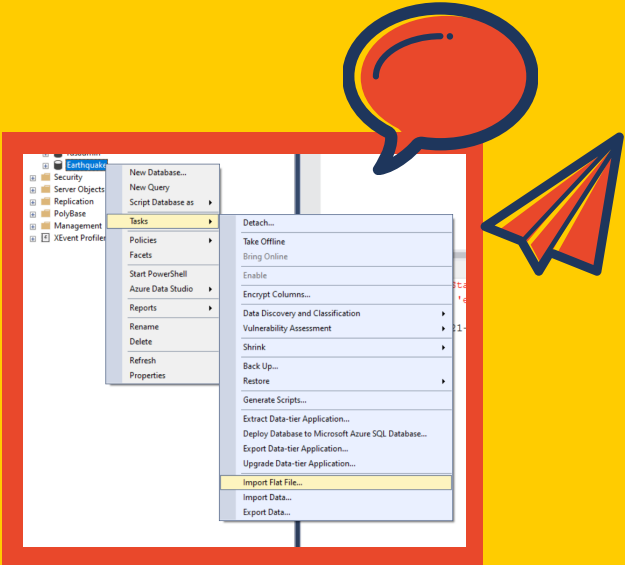 Earthquake
Security
Server Objects
Replication
PolyBase
Management
XEvent Profiler
New Database...
New Query
Script Database as
Tasks
Policies
Facets
Start PowerShell
Azure Data Studio
Reports
Rename
Delete
Refresh
Properties
Detach...
Take Offline
Bring Online
Enable
Encrypt Columns...
Data Discovery and Classification
Vulnerability Assessment
Shrink
Back Up...
Restore
Generate Scripts...
Extract Data-tier Application...
Deploy Database to Microsoft Azure SQL Database...
Export Data-tier Application...
Upgrade Data-tier Application...
Import Flat File...
Import Data...
Export Data...